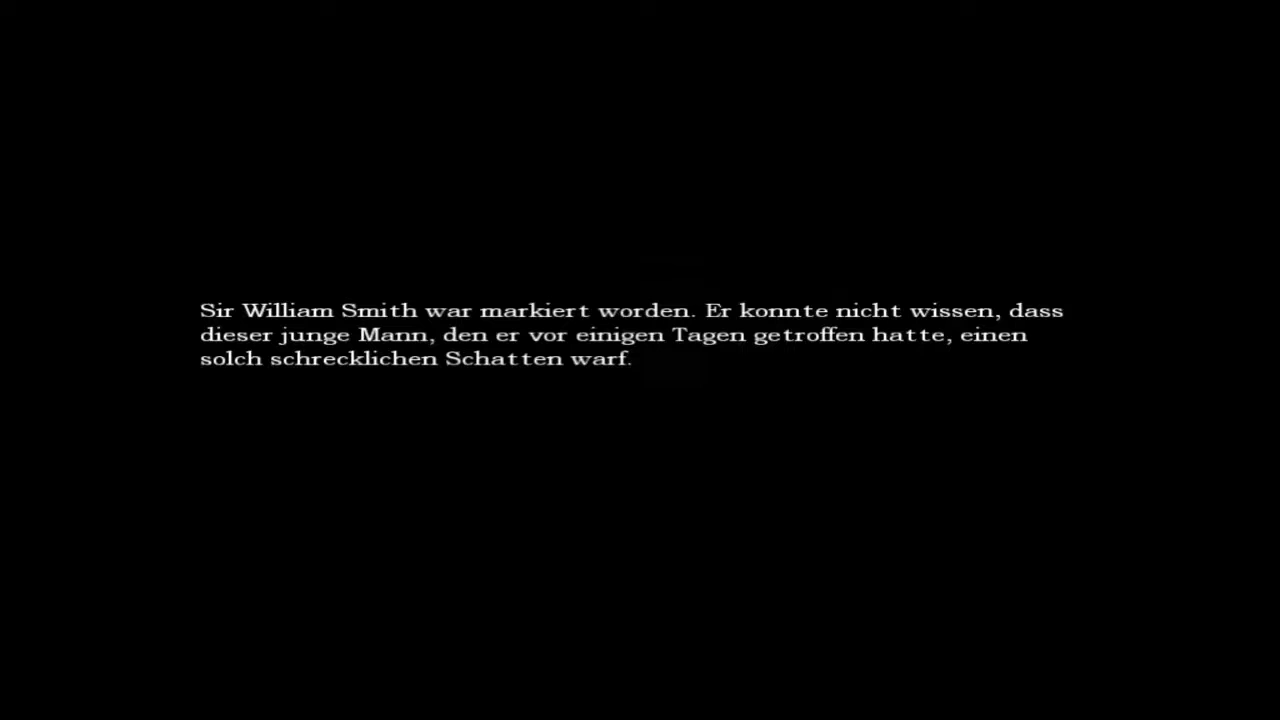 Sir William Smith war markiert worden. Er konnte nicht wissen, dass
dieser junge Mann, den er vor einigen Tagen getroffen hatte, einen
solch schrecklichen Schatten warf.